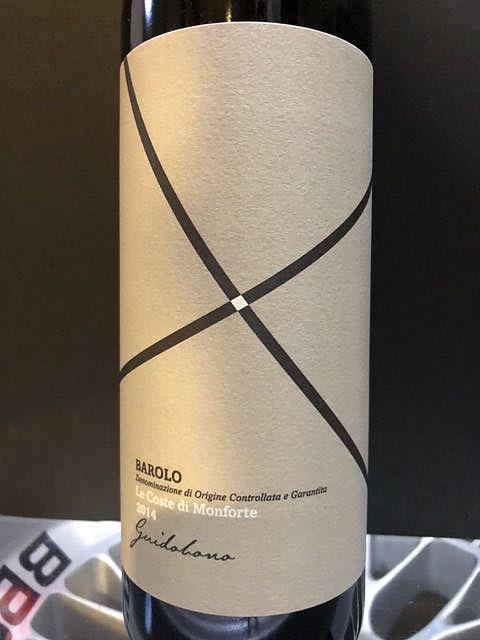 BAROLO
Denominazione di Origine Controllata e Garantita
Le Coste di Monforte
2014
Guidobono